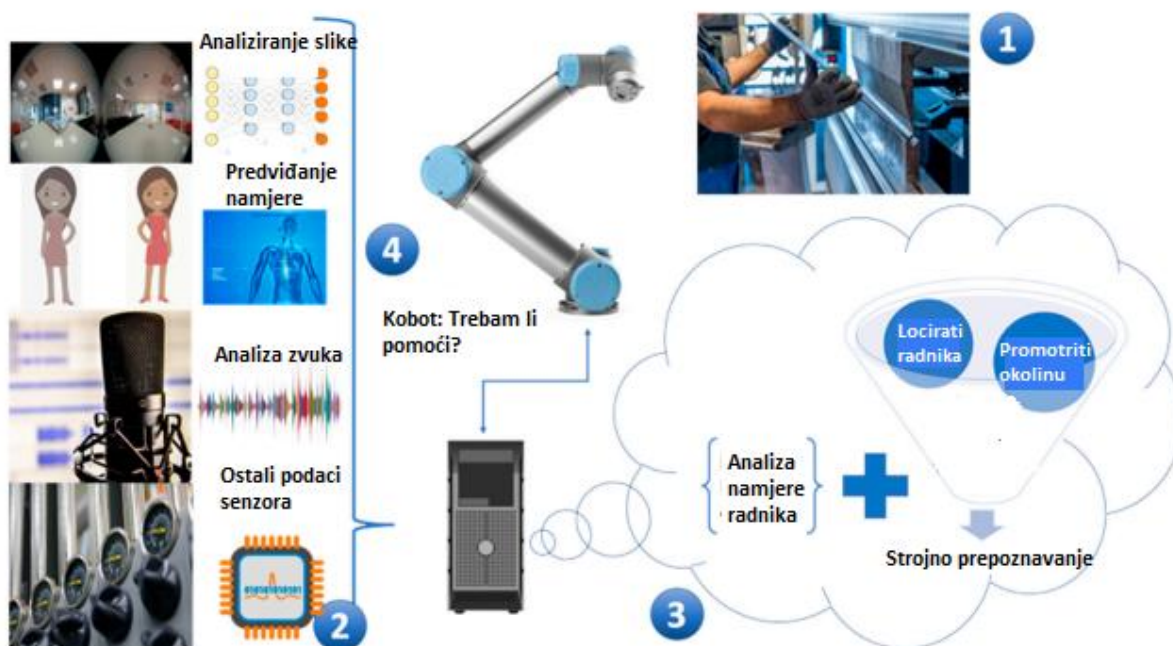 Analiziranje slike
Predviđanje
namjere
Analiza zvuka
Ostali podaci
senzora
2
4
Kobot: Trebam li
pomoći?
1
Locirati
radnika
Promotriti
okolinu
Analiza
namjere
radnika
Strojno prepoznavanje
3